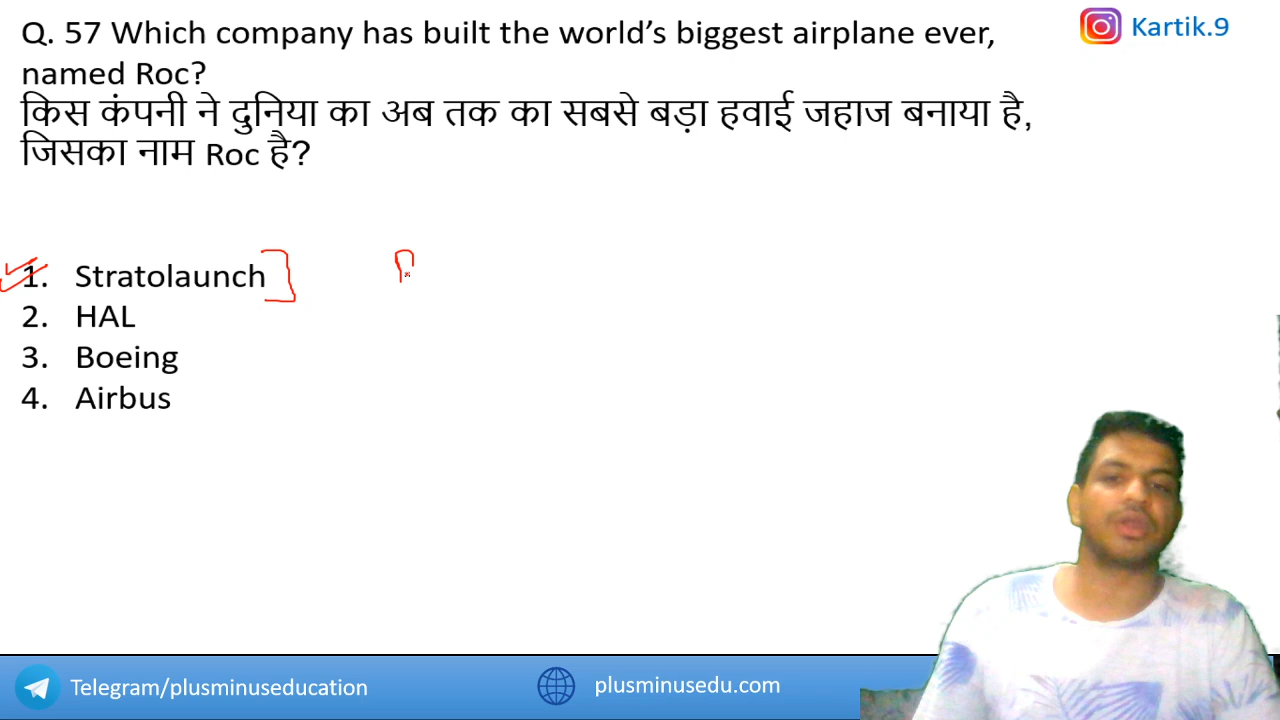 Q. 57 Which company has built the world’s biggest airplane ever,
named Roc?
किस कंपनी ने दुनिया का अब तक का सबसे बड़ा हवाई जहाज बनाया है,
जिसका नाम Roc है?
Kartik.9
1. Stratolaunch
2. HAL
3. Boeing
4. Airbus
Telegram/plusminuseducation
plusminusedu.com